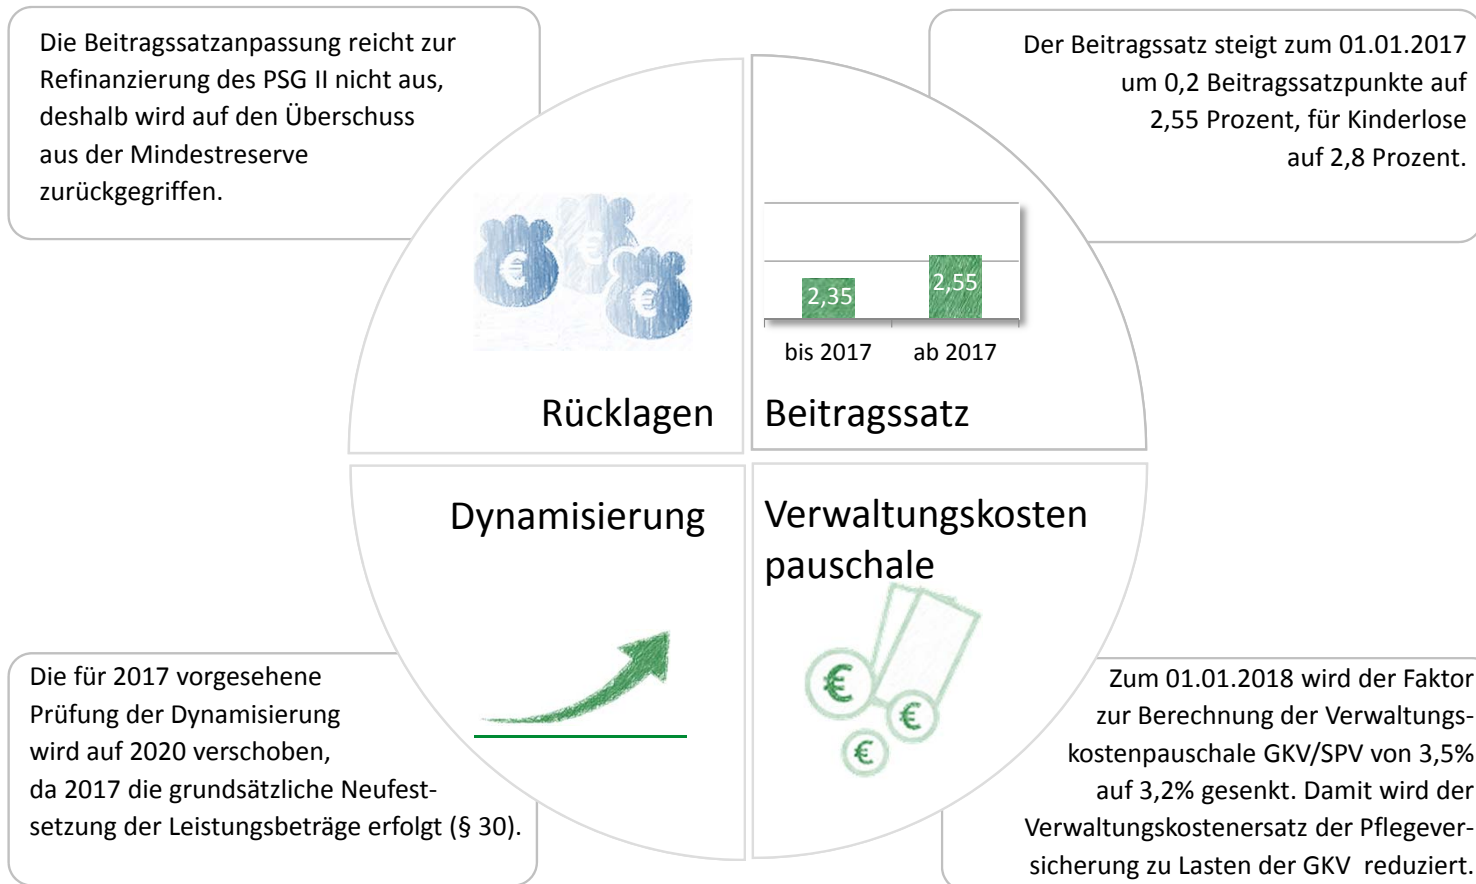 Die Beitragssatzanpassung reicht zur
Refinanzierung des PSG II nicht aus,
deshalb wird auf den Überschuss
aus der Mindestreserve
zurückgegriffen.
Der Beitragssatz steigt zum 01.01.2017
um 0,2 Beitragssatzpunkte auf
2,55 Prozent, für Kinderlose
auf 2,8 Prozent.
€ € €
2,35 2,55
bis 2017 ab 2017
Rücklagen
Beitragssatz
Dynamisierung
Verwaltungskosten
pauschale
€
€
€
Die für 2017 vorgesehene
Prüfung der Dynamisierung
wird auf 2020 verschoben,
da 2017 die grundsätzliche Neufest-
setzung der Leistungsbeträge erfolgt (§ 30).
Zum 01.01.2018 wird der Faktor
zur Berechnung der Verwaltungs-
kostenpauschale GKV/SPV von 3,5%
auf 3,2% gesenkt. Damit wird der
Verwaltungskostenersatz der Pflegever-
sicherung zu Lasten der GKV reduziert.